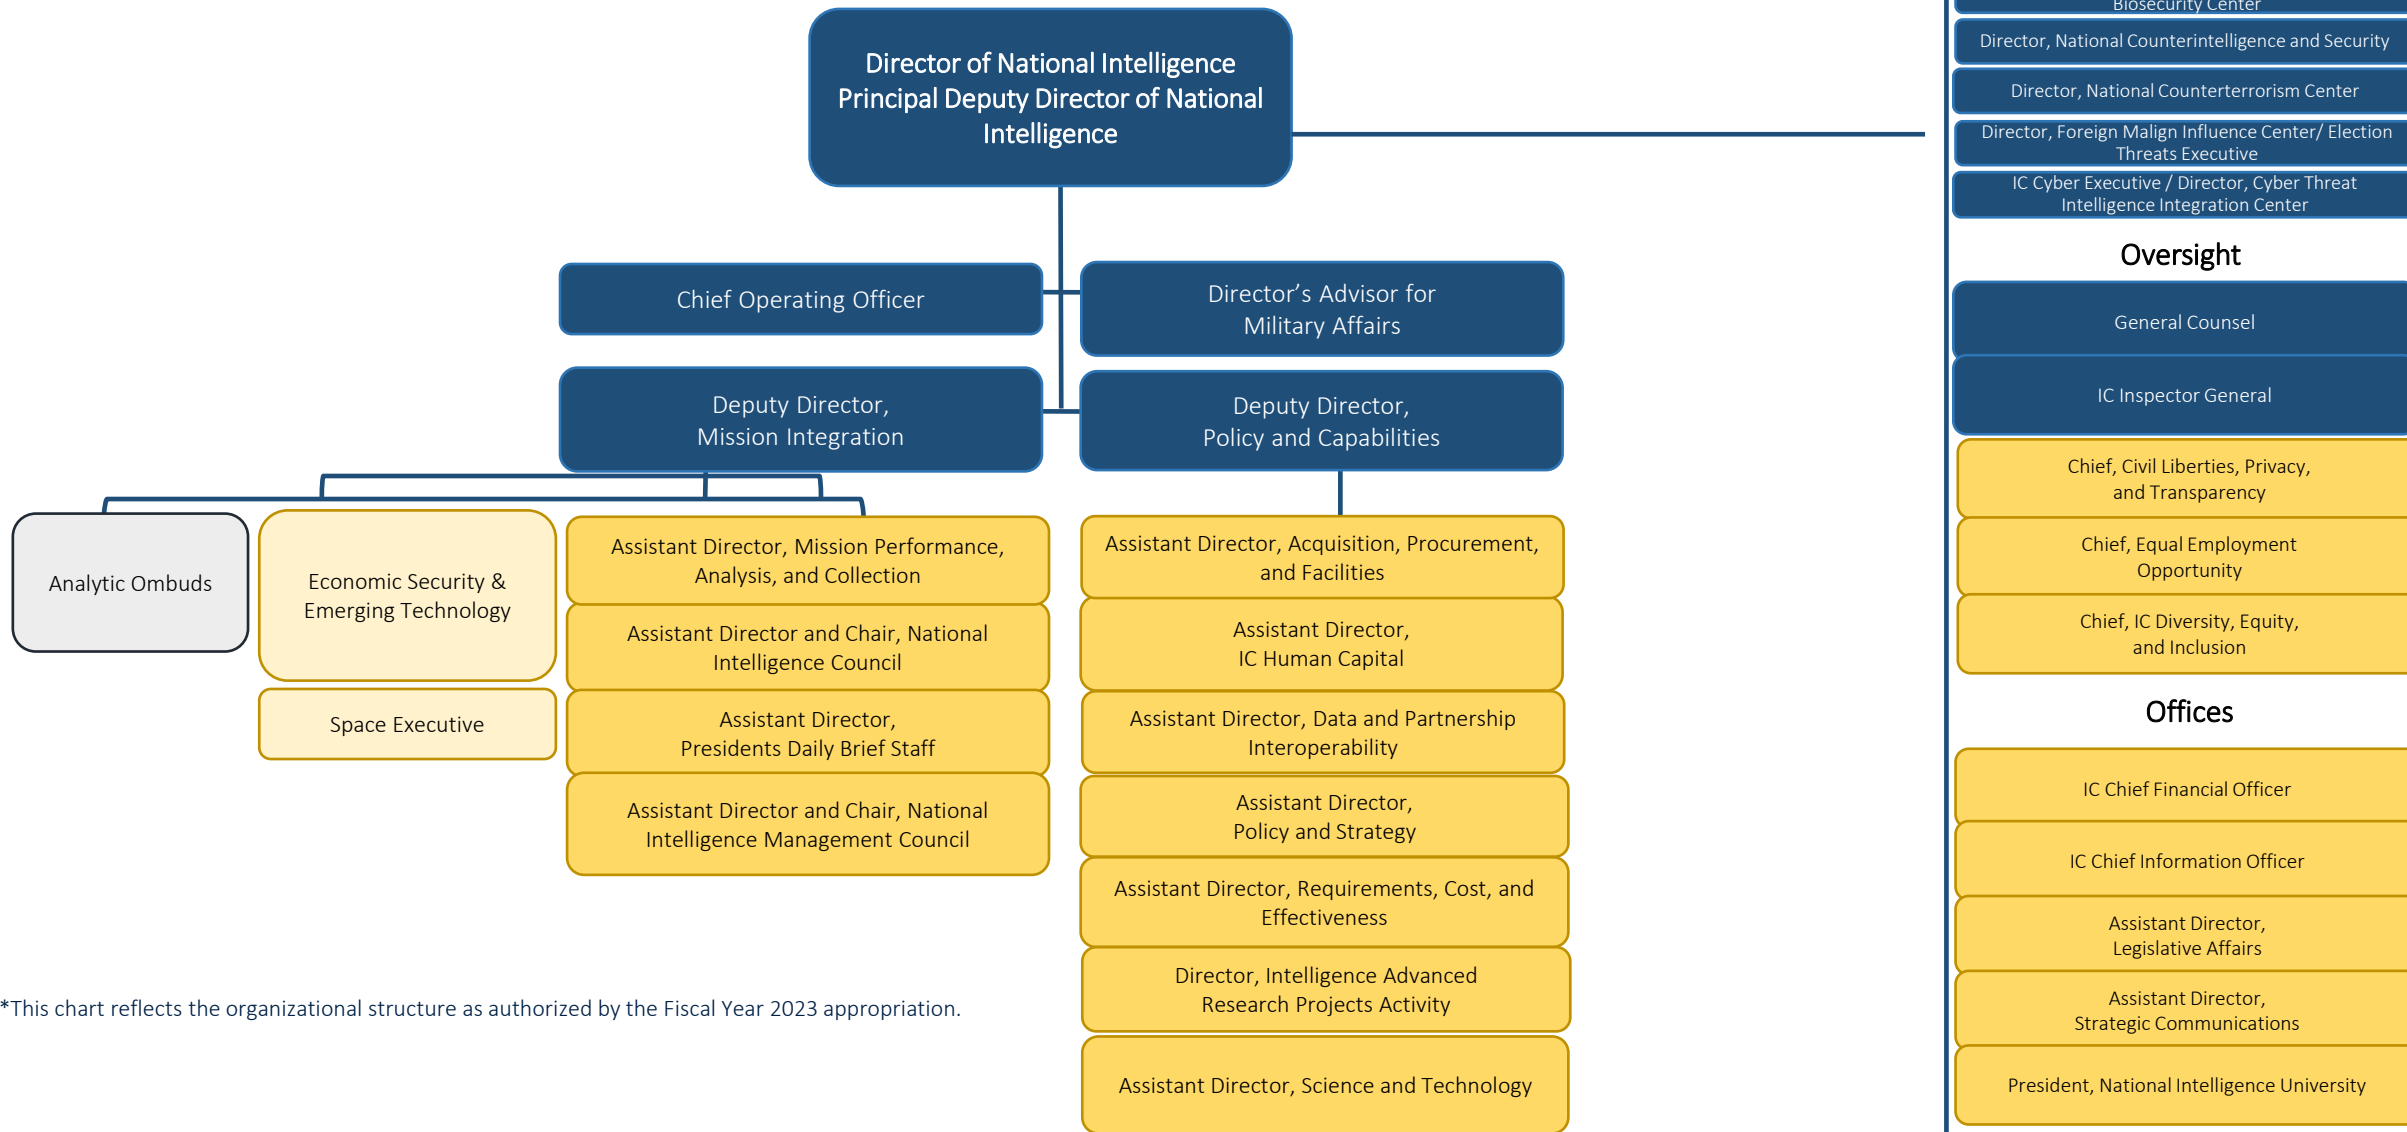 Director of National Intelligence
Principal Deputy Director of National
Intelligence
Chief Operating Officer
Director’s Advisor for
Military Affairs
Deputy Director,
Mission Integration
Deputy Director,
Policy and Capabilities
Analytic Ombuds
Economic Security &
Emerging Technology
Space Executive
Assistant Director, Mission Performance,
Analysis, and Collection
Assistant Director and Chair, National
Intelligence Council
Assistant Director,
Presidents Daily Brief Staff
Assistant Director and Chair, National
Intelligence Management Council
Assistant Director, Acquisition, Procurement,
and Facilities
Assistant Director,
IC Human Capital
Assistant Director, Data and Partnership
Interoperability
Assistant Director,
Policy and Strategy
Assistant Director, Requirements, Cost, and
Effectiveness
Director, Intelligence Advanced
Research Projects Activity
Assistant Director, Science and Technology
*This chart reflects the organizational structure as authorized by the Fiscal Year 2023 appropriation.
Biosecurity Center
Director, National Counterintelligence and Security
Director, National Counterterrorism Center
Director, Foreign Malign Influence Center/ Election
Threats Executive
IC Cyber Executive / Director, Cyber Threat
Intelligence Integration Center
Oversight
General Counsel
IC Inspector General
Chief, Civil Liberties, Privacy,
and Transparency
Chief, Equal Employment
Opportunity
Chief, IC Diversity, Equity,
and Inclusion
Offices
IC Chief Financial Officer
IC Chief Information Officer
Assistant Director,
Legislative Affairs
Assistant Director,
Strategic Communications
President, National Intelligence University